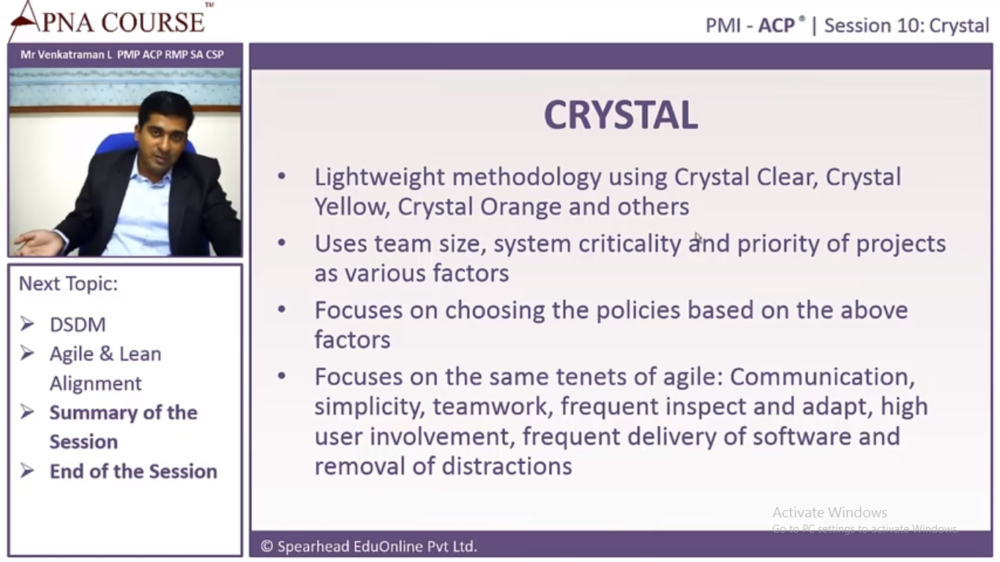 APNA COURSE™
PMI - ACP® | Session 10: Crystal
Mr Venkatraman L PMP ACP RMP SA CSP
Next Topic:
➢ DSDM
➢ Agile & Lean
Alignment
➢ Summary of the
Session
➢ End of the Session
CRYSTAL
• Lightweight methodology using Crystal Clear, Crystal
Yellow, Crystal Orange and others
• Uses team size, system criticality and priority of projects
as various factors
• Focuses on choosing the policies based on the above
factors
• Focuses on the same tenets of agile: Communication,
simplicity, teamwork, frequent inspect and adapt, high
user involvement, frequent delivery of software and
removal of distractions
Activate Windows
Go to PC settings to activate Windows.
© Spearhead EduOnline Pvt Ltd.